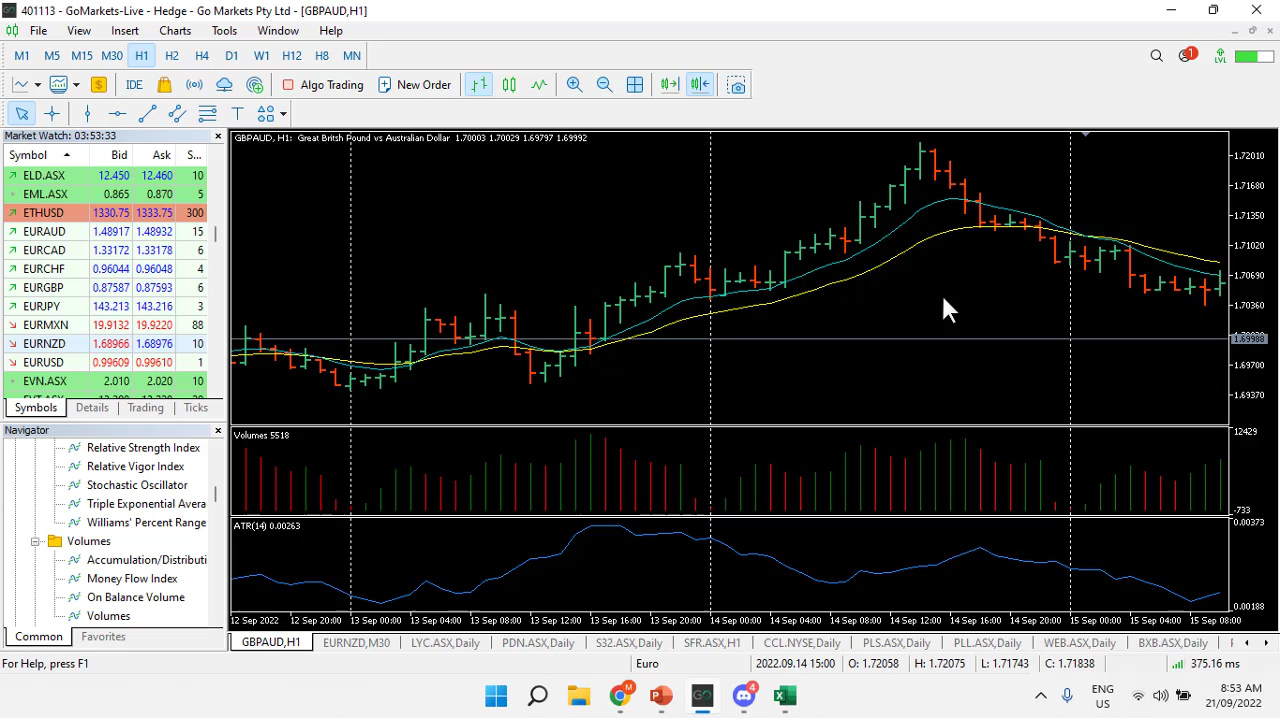 401113 - GoMarkets-Live - Hedge - Go Markets Pty Ltd - [GBPAUD,H1]
File View Insert Charts Tools Window Help
M1 M5 M15 M30 H1 H2 H4 D1 W1 H12 H8 MN 1 LVL
$ IDE Algo Trading New Order
T
Market Watch: 03:53:33
Symbol Bid Ask S...
ELD.ASX 12.450 12.460 10
EML.ASX 0.865 0.870 5
ETHUSD 1330.75 1333.75 300
EURAUD 1.48917 1.48932 15
EURCAD 1.33172 1.33178 6
EURCHF 0.96044 0.96048 4
EURGBP 0.87587 0.87593 6
EURJPY 143.213 143.216 3
EURMXN 19.9132 19.9220 88
EURNZD 1.68966 1.68976 10
EURUSD 0.99609 0.99610 1
EVN.ASX 2.010 2.020 10
Symbols Details Trading Ticks
Navigator
Relative Strength Index
Relative Vigor Index
Stochastic Oscillator
Triple Exponential Avera
Williams' Percent Range
Volumes
Accumulation/Distributi
Money Flow Index
On Balance Volume
Volumes
Common Favorites
GBPAUD, H1: Great Britsh Pound vs Australian Dollar 1.70003 1.70029 1.69797 1.69992
1.72010
1.71680
1.71350
1.71020
1.70690
1.70360
1.69988
1.69700
1.69370
Volumes 5518
12429
-733
ATR(14) 0.00263
0.00373
0.00188
12 Sep 2022 12 Sep 20:00 13 Sep 00:00 13 Sep 04:00 13 Sep 08:00 13 Sep 12:00 13 Sep 16:00 13 Sep 20:00 14 Sep 00:00 14 Sep 04:00 14 Sep 08:00 14 Sep 12:00 14 Sep 16:00 14 Sep 20:00 15 Sep 00:00 15 Sep 04:00 15 Sep 08:00
GBPAUD,H1 EURNZD,M30 LYC.ASX,Daily PDN.ASX,Daily S32.ASX,Daily SFR.ASX,H1 CCL.NYSE,Daily PLS.ASX,Daily PLL.ASX,Daily WEB.ASX,Daily BXB.ASX,Daily
For Help, press F1 Euro 2022.09.14 15:00 O: 1.72058 H: 1.72075 L: 1.71743 C: 1.71838 375.16 ms
M P GO 4 X ENG US 8:53 AM 21/09/2022